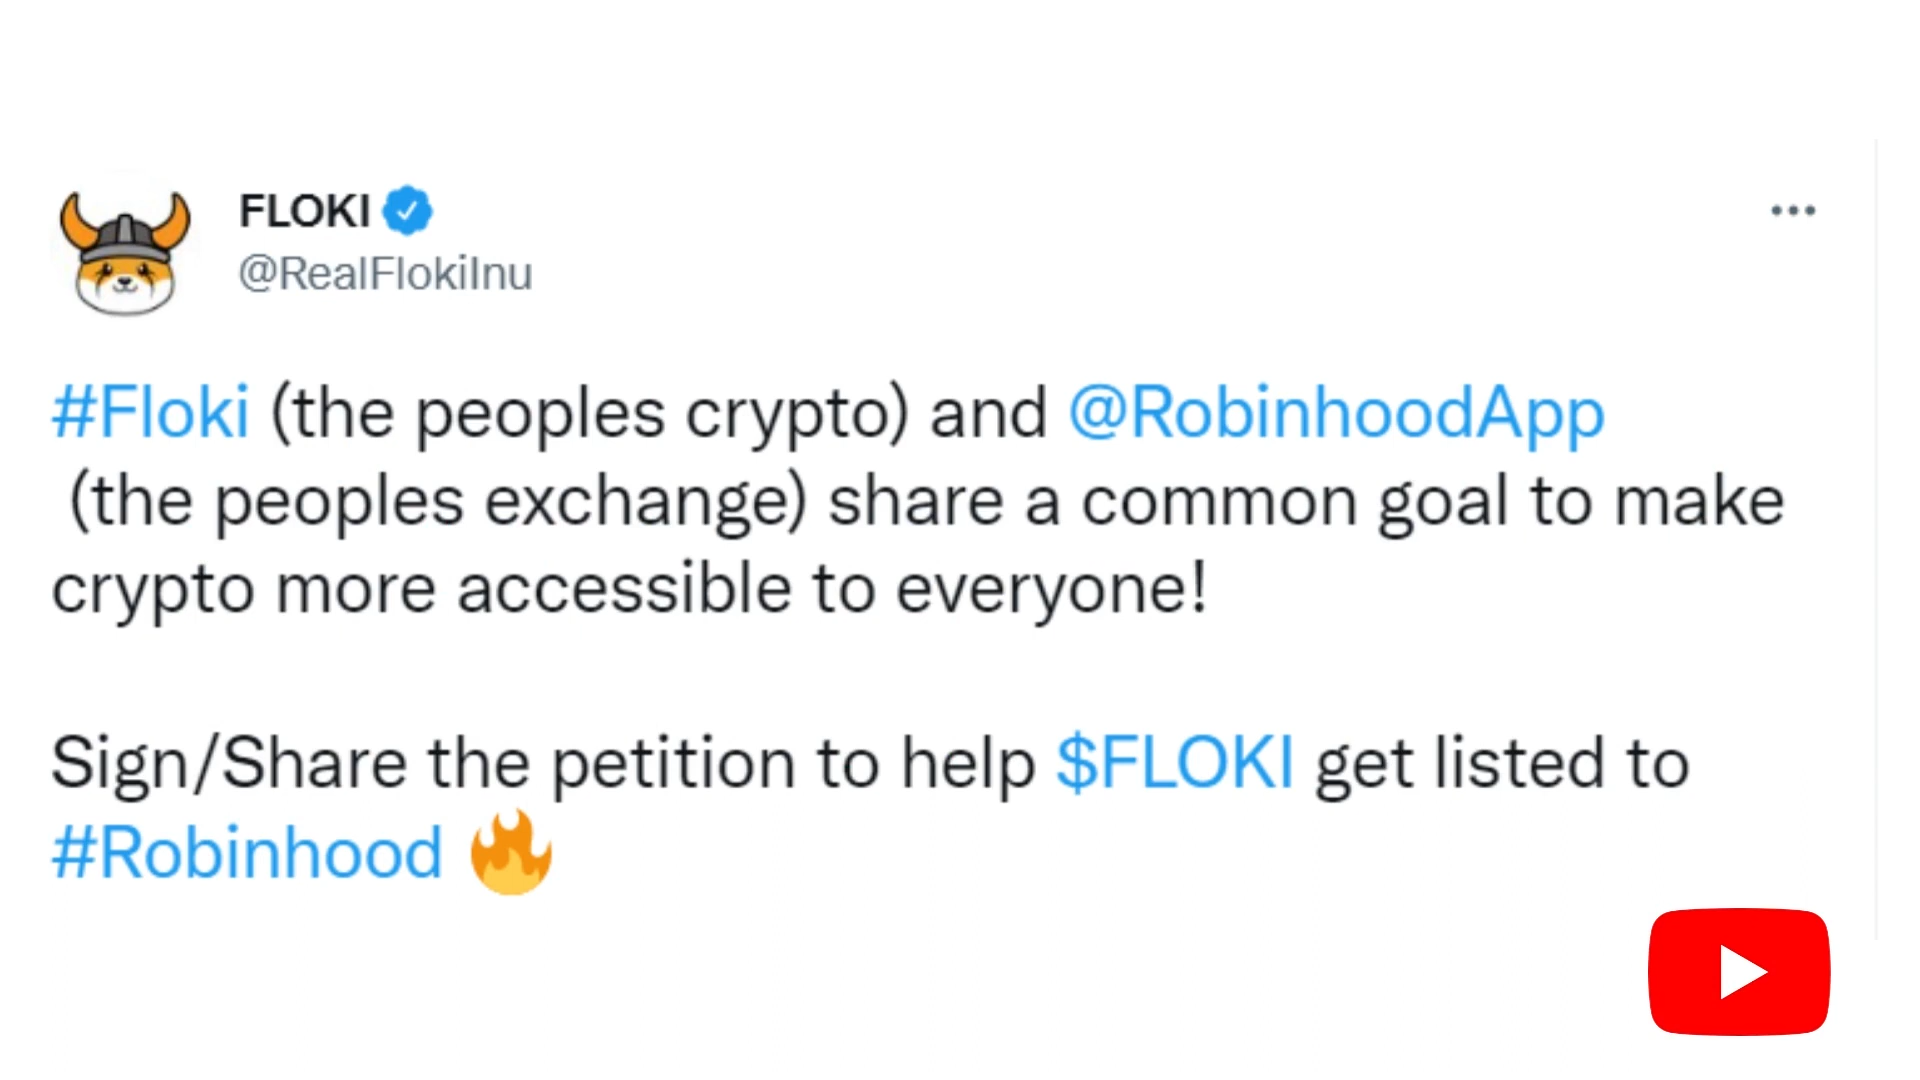 FLOKI
@RealFlokiInu
#Floki (the peoples crypto) and @RobinhoodApp
(the peoples exchange) share a common goal to make
crypto more accessible to everyone!
Sign/Share the petition to help $FLOKI get listed to
#Robinhood 🔥